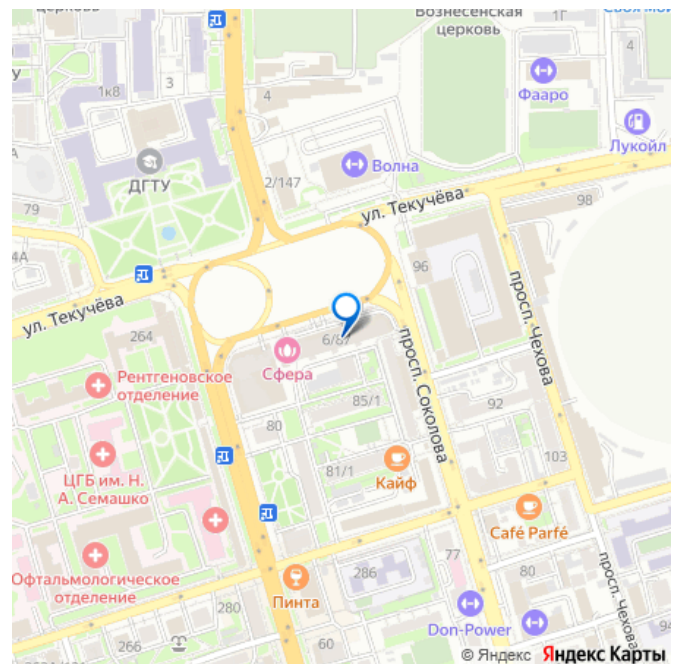 церковь
Вознесенская
церковь
1Г
4
1к8
3
4
Фааро
Лукойл
ДГТУ
Волна
2/147
79
ул. Текучёва
98
4А
96
ул. Текучёва
просп. Чехова
264
6/87
Сфера
просп. Соколова
Рентгеновское
отделение
85/1
92
80
ЦГБ им. Н.
А. Семашко
81/1
Кайф
103
Café Parfé
Офтальмологическое
отделение
286
77
80
просп. Чехова
Пинта
280
Don-Power
266
60
© Яндекс Яндекс Карты